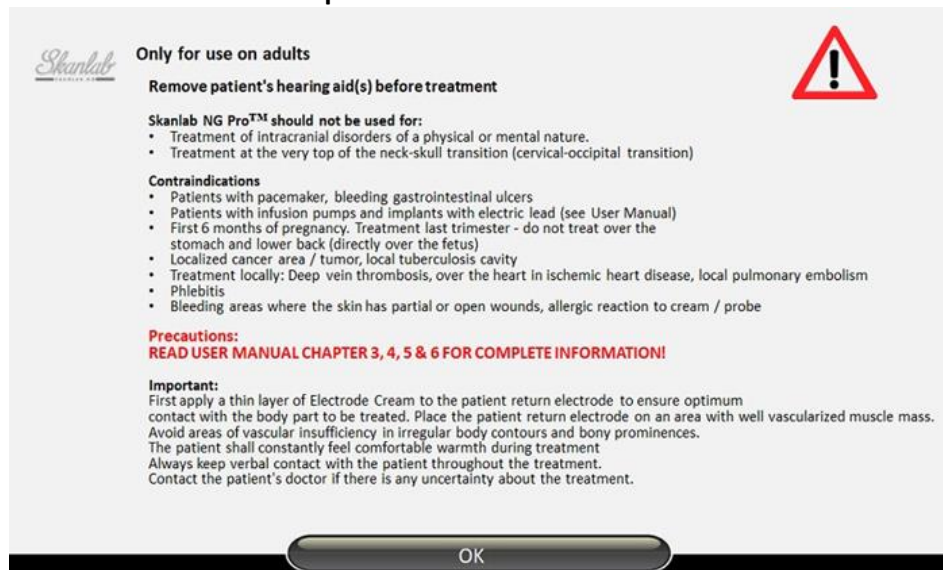 Skanlab
Only for use on adults
Remove patient's hearing aid(s) before treatment
Skanlab NG Pro™ should not be used for:
• Treatment of intracranial disorders of a physical or mental nature.
• Treatment at the very top of the neck-skull transition (cervical-occipital transition)
Contraindications
• Patients with pacemaker, bleeding gastrointestinal ulcers
• Patients with infusion pumps and implants with electric lead (see User Manual)
• First 6 months of pregnancy. Treatment last trimester - do not treat over the
stomach and lower back (directly over the fetus)
• Localized cancer area / tumor, local tuberculosis cavity
• Treatment locally: Deep vein thrombosis, over the heart in ischemic heart disease, local pulmonary embolism
• Phlebitis
• Bleeding areas where the skin has partial or open wounds, allergic reaction to cream / probe
Precautions:
READ USER MANUAL CHAPTER 3, 4, 5 & 6 FOR COMPLETE INFORMATION!
Important:
First apply a thin layer of Electrode Cream to the patient return electrode to ensure optimum
contact with the body part to be treated. Place the patient return electrode on an area with well vascularized muscle mass.
Avoid areas of vascular insufficiency in irregular body contours and bony prominences.
The patient shall constantly feel comfortable warmth during treatment
Always keep verbal contact with the patient throughout the treatment.
Contact the patient's doctor if there is any uncertainty about the treatment.
OK